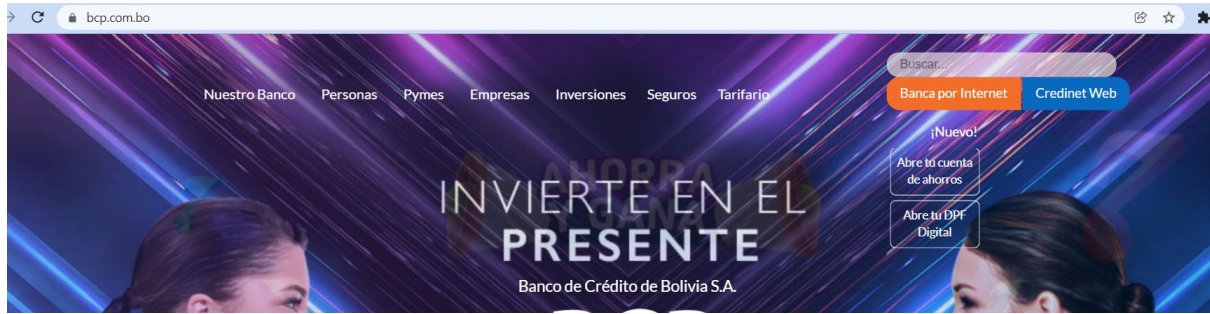 bcp.com.bo
Buscar...
Nuestro Banco Personas Pymes Empresas Inversiones Seguros Tarifario
Banca por Internet Credinet Web
¡Nuevo!
Abre tu cuenta
de ahorros
Abre tu DPF
Digital
AHORRA
INVIERTE EN EL
PRESENTE
Banco de Crédito de Bolivia S.A.